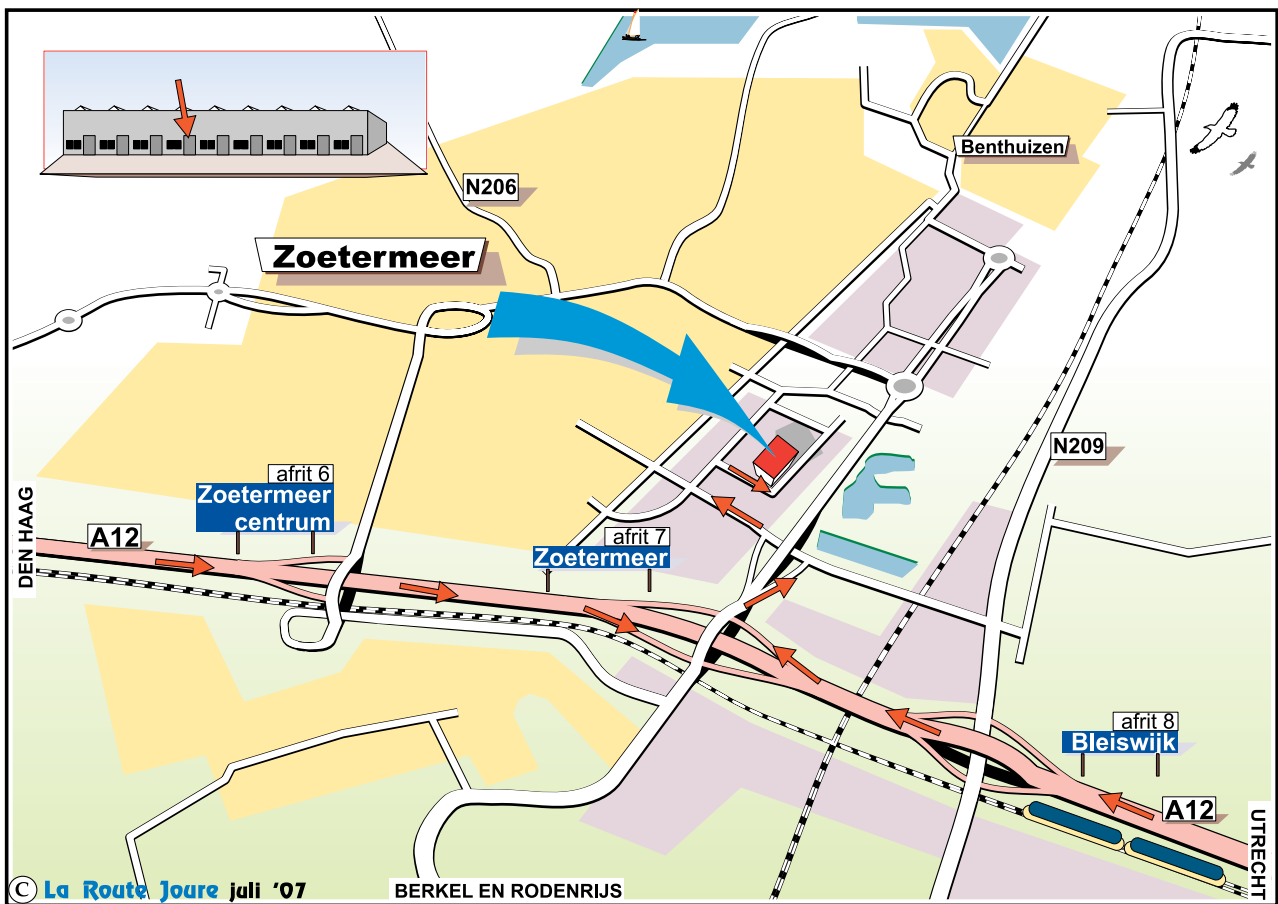 Benthuizen
N206
Zoetermeer
N209
afrit 6
Zoetermeer
centrum
A12
DEN HAAG
afrit 7
Zoetermeer
afrit 8
Bleiswijk
A12
UTRECHT
© La Route Joure juli '07
BERKEL EN RODENRIJS